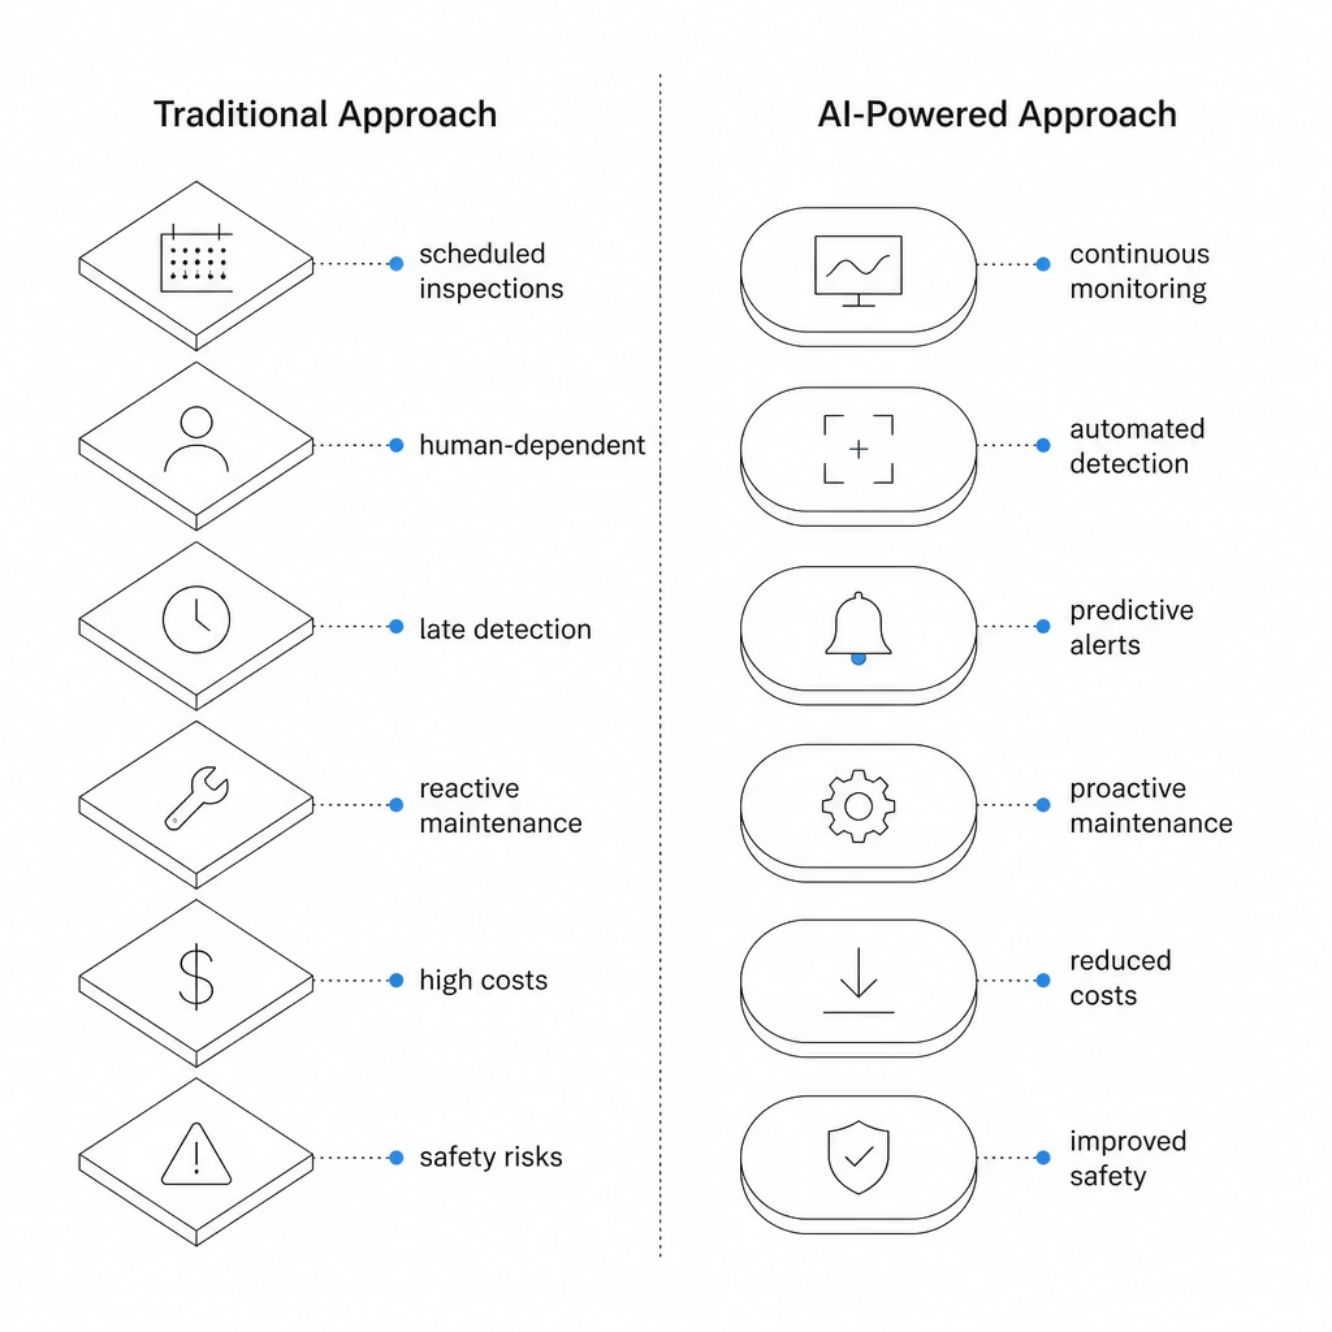 Traditional Approach
scheduled
inspections
human-dependent
late detection
reactive
maintenance
high costs
safety risks
AI-Powered Approach
continuous
monitoring
automated
detection
predictive
alerts
proactive
maintenance
reduced
costs
improved
safety